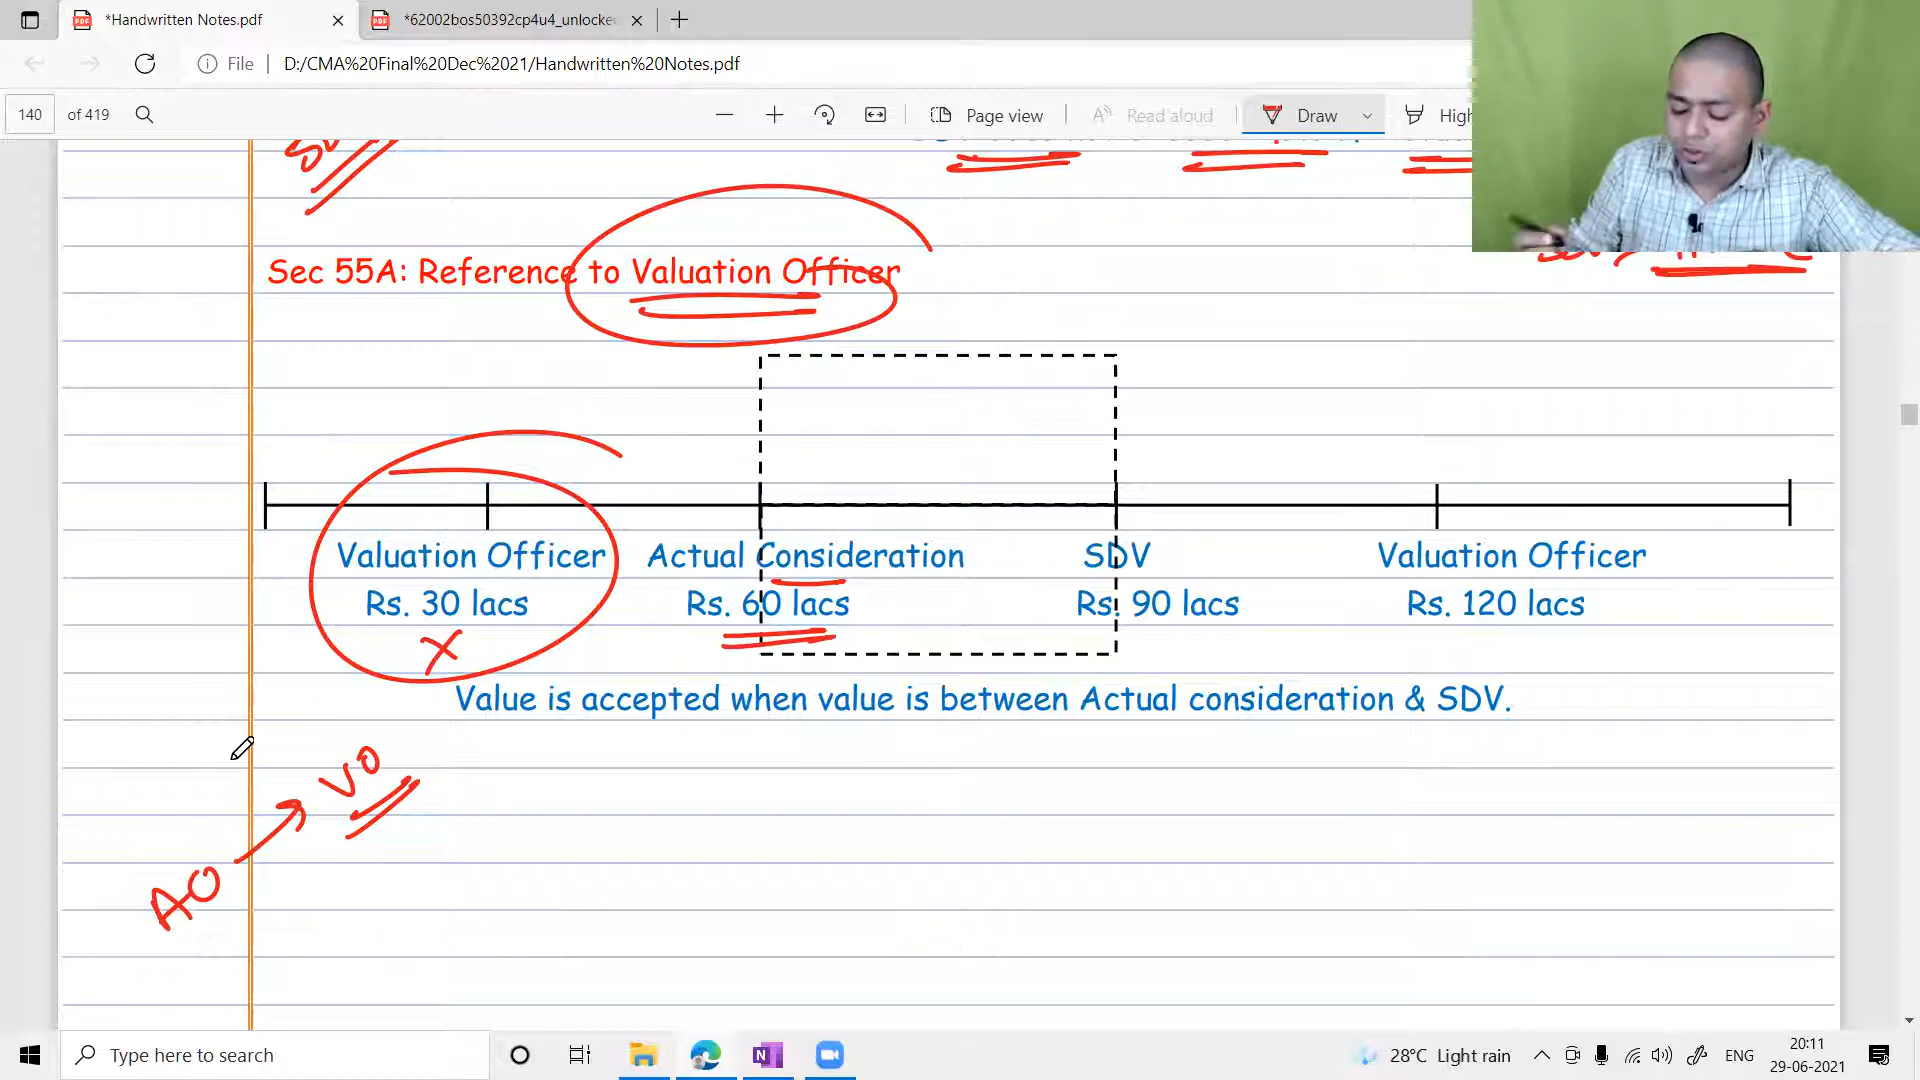 *Handwritten Notes.pdf
*62002bos50392cp4u4_unlocke
File D:/CMA%20Final%20Dec%2021/Handwritten%20Notes.pdf
140 of 419
Page view
Read aloud
Draw
High
Sec 55A: Reference to Valuation Officer
Valuation Officer Actual Consideration SDV Valuation Officer
Rs. 30 lacs Rs. 60 lacs Rs. 90 lacs Rs. 120 lacs
X
Value is accepted when value is between Actual consideration & SDV.
VO
AO
Type here to search
28°C Light rain
ENG
20:11
29-06-2021